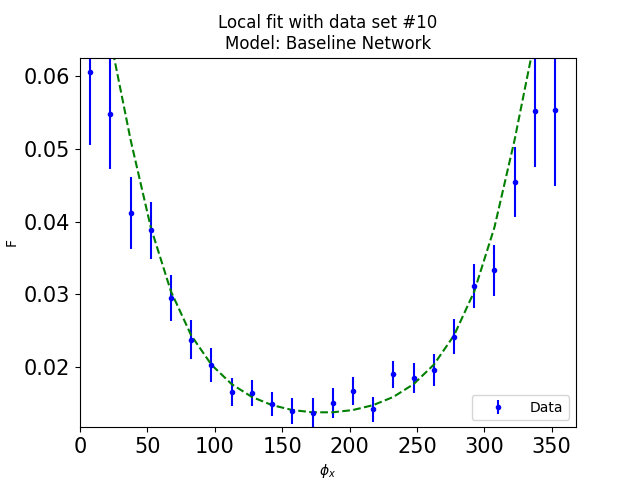 Local fit with data set #10
Model: Baseline Network
0.06
0.05
0.04
0.03
0.02
F
0 50 100 150 200 250 300 350
ϕx
Data